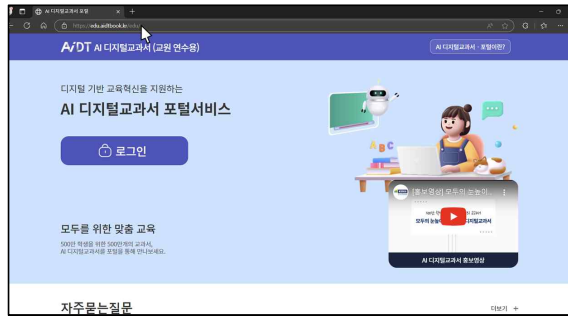 AI 디지털교과서 포털
https://edu.aidtbook.kr/edu/
AiDT AI 디지털교과서 (교원 연수용)
AI 디지털교과서 - 포털이란?
디지털 기반 교육혁신을 지원하는
AI 디지털교과서 포털서비스
로그인
A B C
[홍보영상] 모두의 눈높이...
모두의
디지털교과서
AI 디지털교과서 홍보영상
모두를 위한 맞춤 교육
500만 학생을 위한 500만개의 교과서,
AI 디지털교과서를 포털을 통해 만나보세요.
자주묻는질문
더보기 +